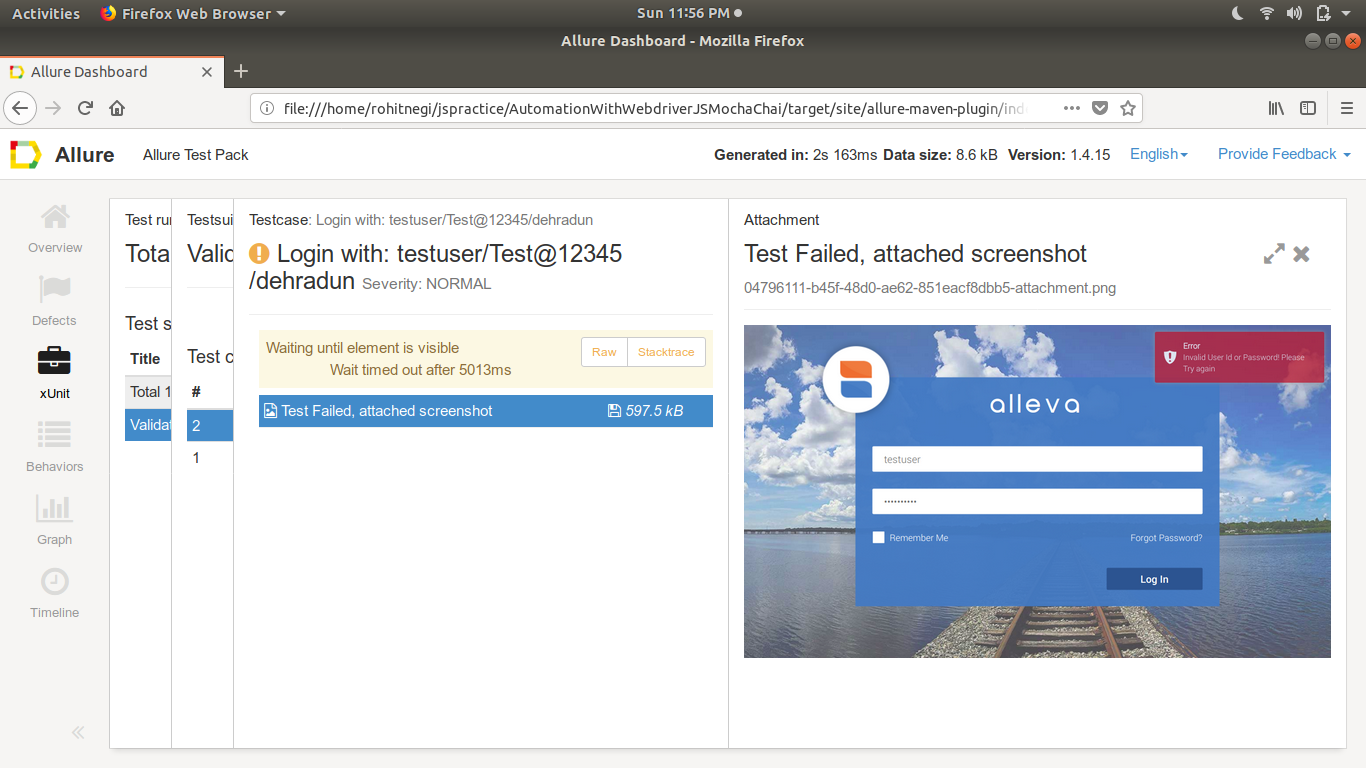 Activities
Firefox Web Browser
Sun 11:56 PM
Allure Dashboard - Mozilla Firefox
Allure Dashboard
file:///home/rohitnegi/jspractice/AutomationWithWebdriverJSMochaChai/target/site/allure-maven-plugin/ind
Allure
Allure Test Pack
Generated in: 2s 163ms Data size: 8.6 kB Version: 1.4.15
English
Provide Feedback
Overview
Defects
xUnit
Behaviors
Graph
Timeline
Test run
Tota
Test s
Title
Total 1
Validat
Testsui
Valid
Test c
#
2
1
Testcase: Login with: testuser/Test@12345/dehradun
Login with: testuser/Test@12345
/dehradun Severity: NORMAL
Waiting until element is visible
Wait timed out after 5013ms
Raw
Stacktrace
Test Failed, attached screenshot
597.5 kB
Attachment
Test Failed, attached screenshot
04796111-b45f-48d0-ae62-851eacf8dbb5-attachment.png
Error
Invalid User Id or Password! Please
Try again
alleva
testuser
••••••••••
Remember Me
Forgot Password?
Log In